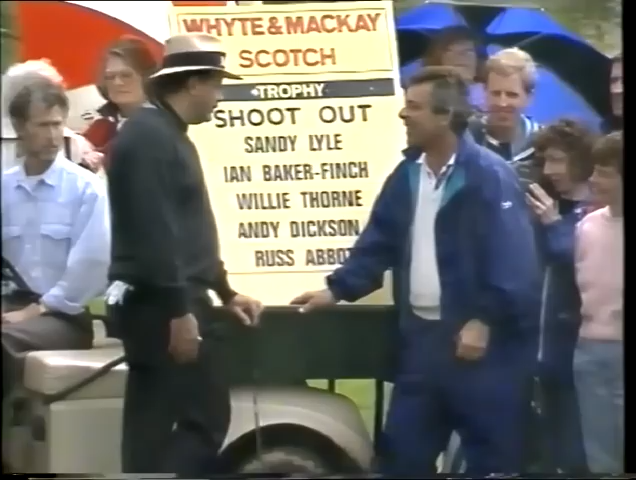 WHYTE & MACKAY
SCOTCH
TROPHY
SHOOT OUT
SANDY LYLE
IAN BAKER-FINCH
WILLIE THORNE
ANDY DICKSON
RUSS ABBOT